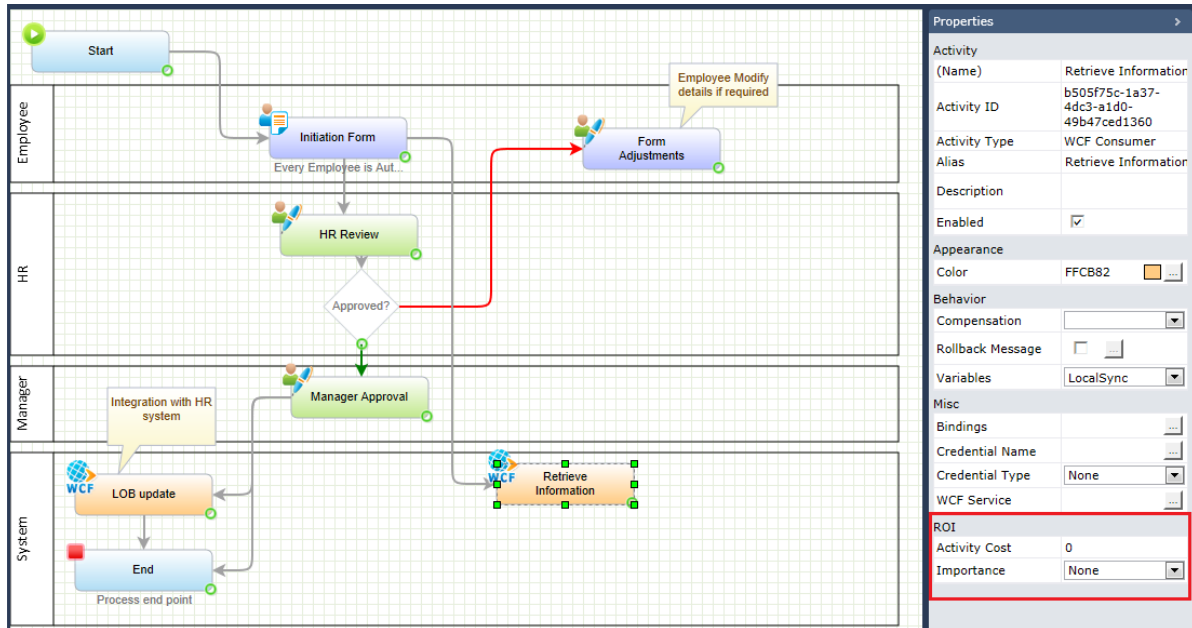 Start
Employee
Initiation Form
Every Employee is Aut...
Employee Modify
details if required
Form
Adjustments
HR
HR Review
Approved?
Manager
Manager Approval
Integration with HR
system
System
WCF
LOB update
End
Process end point
WCF
Retrieve
Information
Properties
Activity
(Name) Retrieve Information
Activity ID b505f75c-1a37-
4dc3-a1d0-
49b47ced1360
Activity Type WCF Consumer
Alias Retrieve Information
Description
Enabled
Appearance
Color FFCB82 ...
Behavior
Compensation
Rollback Message ...
Variables LocalSync
Misc
Bindings ...
Credential Name ...
Credential Type None
WCF Service ...
ROI
Activity Cost 0
Importance None